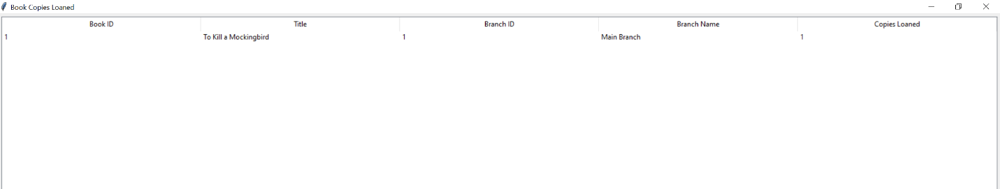 Book Copies Loaned
Book ID Title Branch ID Branch Name Copies Loaned
1 To Kill a Mockingbird 1 Main Branch 1